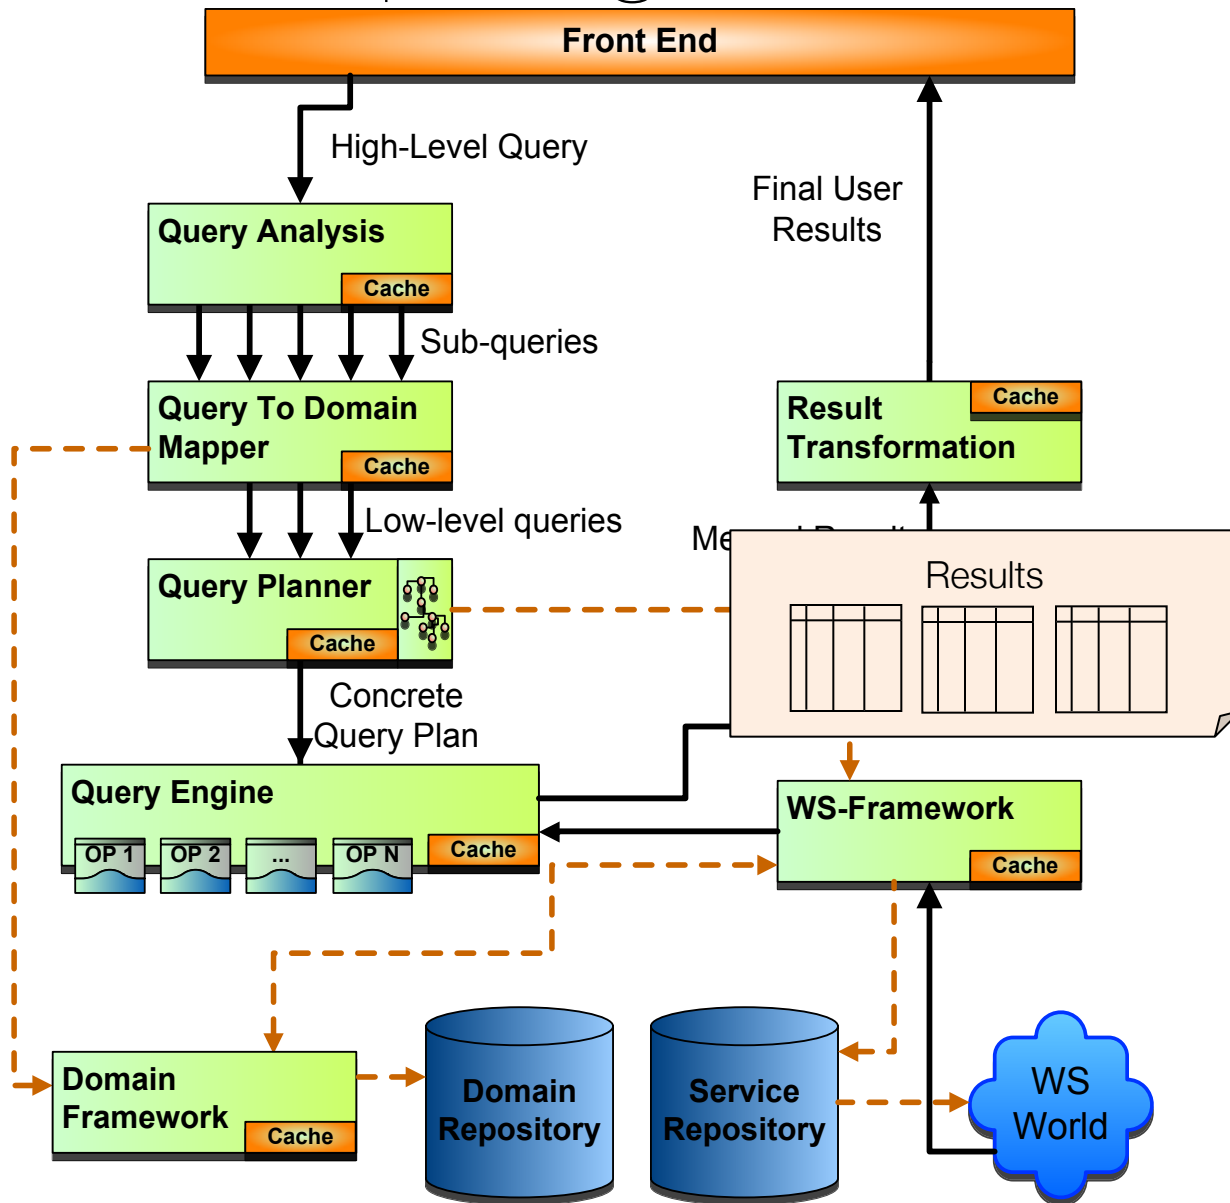 Front End
High-Level Query
Final User
Results
Query Analysis
Cache
Sub-queries
Query To Domain
Mapper
Cache
Result
Transformation
Cache
Low-level queries
Query Planner
Cache
Results
Concrete
Query Plan
Query Engine
OP 1
OP 2
...
OP N
Cache
WS-Framework
Cache
Domain
Framework
Cache
Domain
Repository
Service
Repository
WS
World